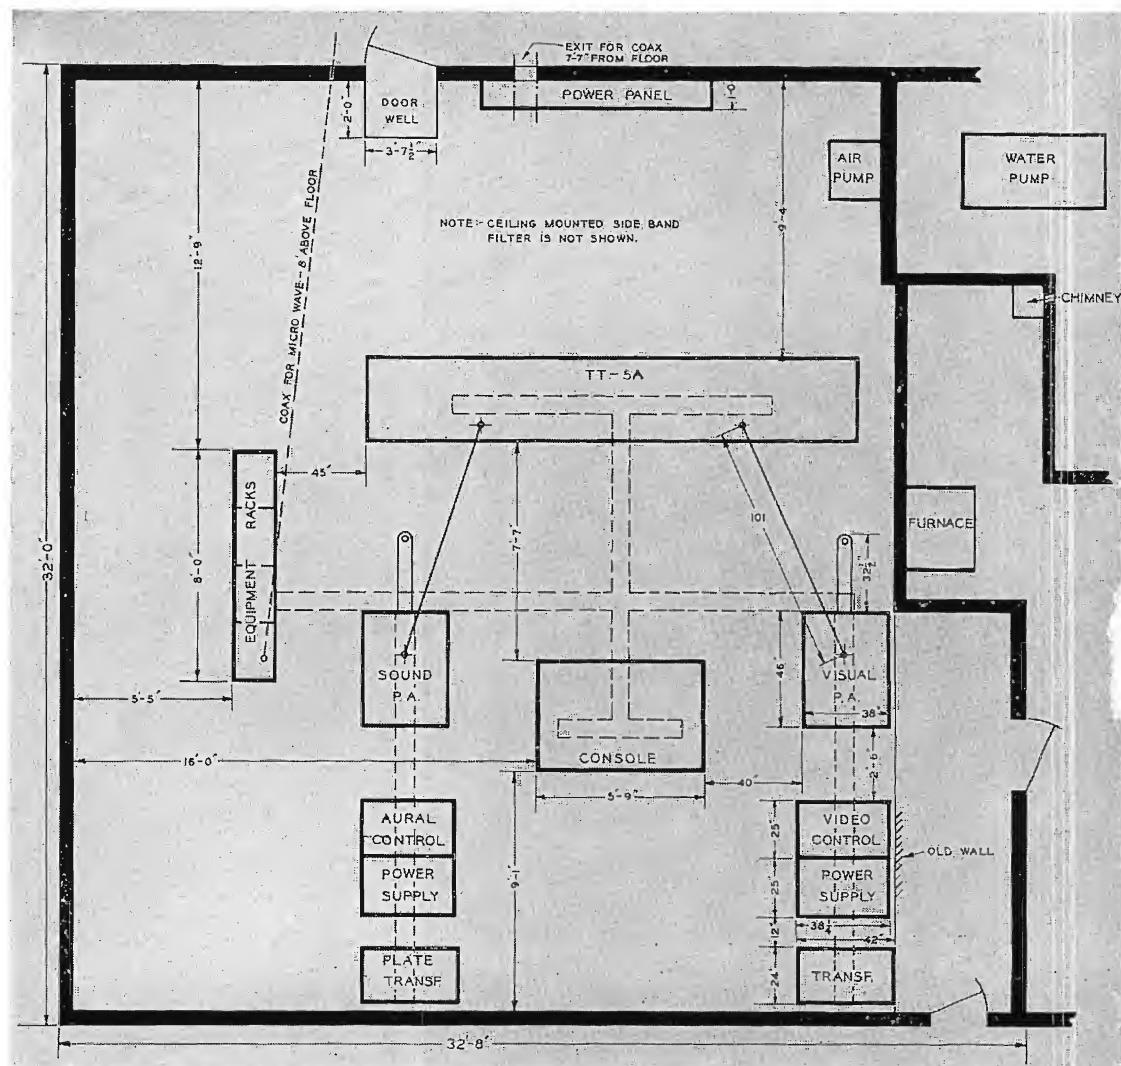 EXIT FOR COAX
7'-7" FROM FLOOR
DOOR
WELL
POWER PANEL
2'-0"
1'-0"
3'-7½"
AIR
PUMP
WATER
PUMP
NOTE:- CEILING MOUNTED SIDE BAND
FILTER IS NOT SHOWN.
12'-9"
COAX FOR MICRO WAVE - 8' ABOVE FLOOR
9'-4"
CHIMNEY
TT-5A
45"
RACKS
EQUIPMENT
8'-0"
32'-0"
7'-7"
101
FURNACE
32½"
SOUND
P.A.
VISUAL
P.A.
46
38"
5'-5"
16'-0"
CONSOLE
5'-9"
40"
2'-6"
AURAL
CONTROL
VIDEO
CONTROL
25"
OLD WALL
POWER
SUPPLY
POWER
SUPPLY
25"
9'-1"
38¼"
12"
42"
PLATE
TRANSF.
TRANSF.
24"
32'-8"